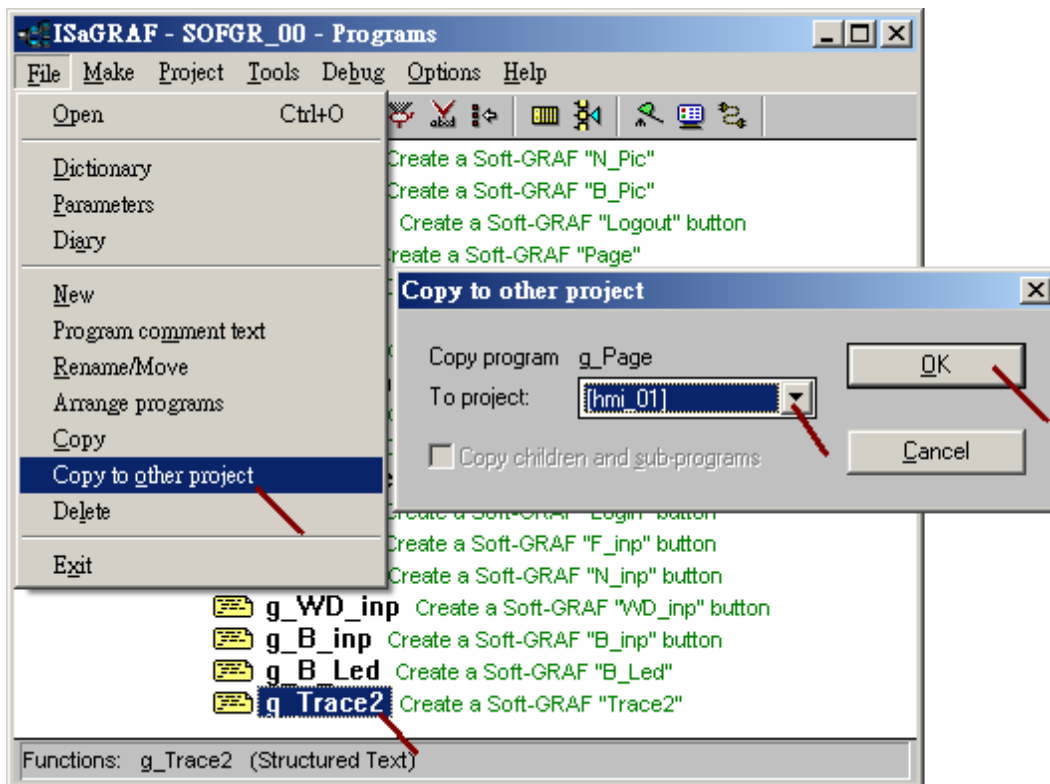 ISaGRAF - SOFGR_00 - Programs
File Make Project Tools Debug Options Help
Open Ctrl+O
Dictionary
Parameters
Diary
New
Program comment text
Rename/Move
Arrange programs
Copy
Copy to other project
Delete
Exit
Create a Soft-GRAF "N_Pic"
Create a Soft-GRAF "B_Pic"
Create a Soft-GRAF "Logout" button
reate a Soft-GRAF "Page"
Copy to other project
Copy program g_Page
To project: [hmi_01]
Copy children and sub-programs
OK
Cancel
Create a Soft-GRAF "Login" button
Create a Soft-GRAF "F_inp" button
Create a Soft-GRAF "N_inp" button
g_WD_inp Create a Soft-GRAF "WD_inp" button
g_B_inp Create a Soft-GRAF "B_inp" button
g_B_Led Create a Soft-GRAF "B_Led"
g_Trace2 Create a Soft-GRAF "Trace2"
Functions: g_Trace2 (Structured Text)